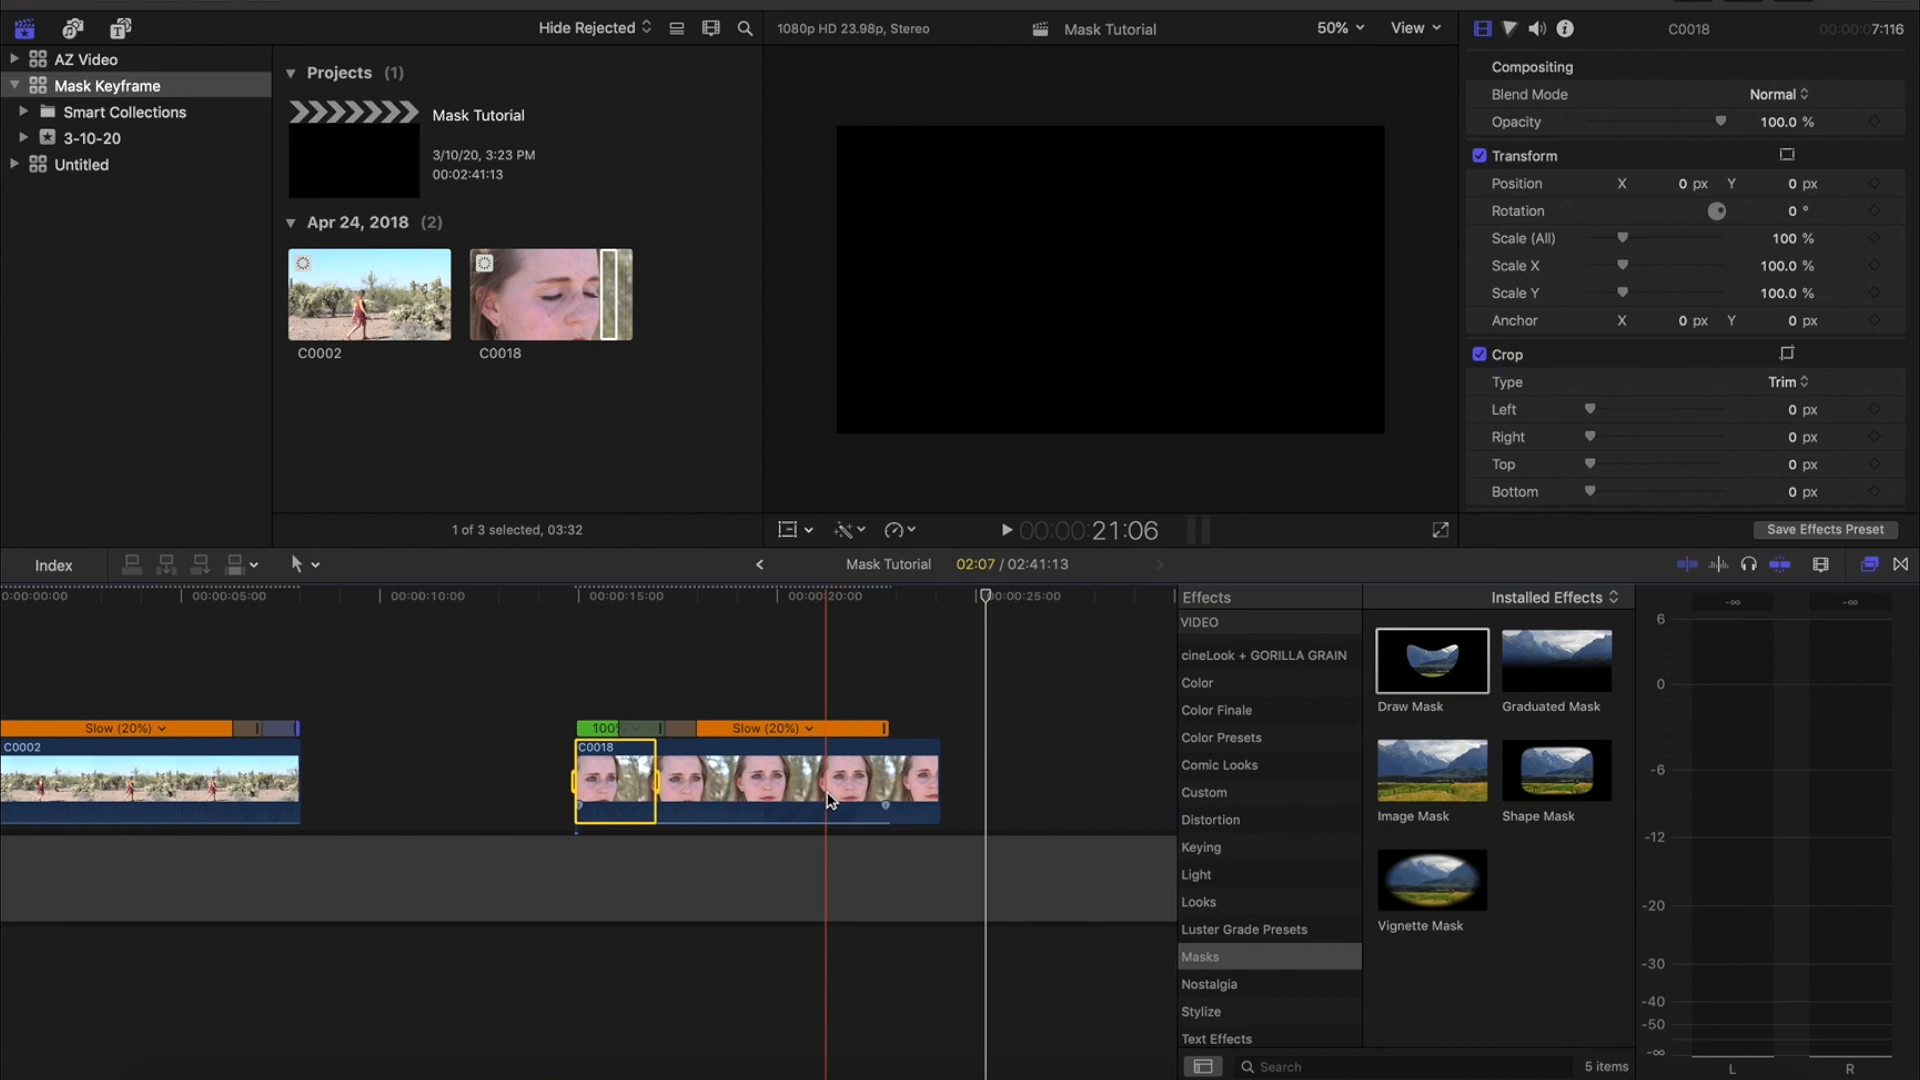 Hide Rejected
1080p HD 23.98p, Stereo
Mask Tutorial
50%
View
C0018
00:00:07:116
AZ Video
Mask Keyframe
Smart Collections
3-10-20
Untitled
Projects (1)
Mask Tutorial
3/10/20, 3:23 PM
00:02:41:13
Apr 24, 2018 (2)
C0002
C0018
1 of 3 selected, 03:32
00:00:21:06
Compositing
Blend Mode Normal
Opacity 100.0 %
Transform
Position X 0 px Y 0 px
Rotation 0 °
Scale (All) 100 %
Scale X 100.0 %
Scale Y 100.0 %
Anchor X 0 px Y 0 px
Crop
Type Trim
Left 0 px
Right 0 px
Top 0 px
Bottom 0 px
Save Effects Preset
Index
Mask Tutorial 02:07 / 02:41:13
0:00:00:00
00:00:05:00
00:00:10:00
00:00:15:00
00:00:20:00
00:00:25:00
Slow (20%)
C0002
100%
Slow (20%)
C0018
Effects
Installed Effects
VIDEO
cineLook + GORILLA GRAIN
Color
Color Finale
Color Presets
Comic Looks
Custom
Distortion
Keying
Light
Looks
Luster Grade Presets
Masks
Nostalgia
Stylize
Text Effects
Draw Mask
Graduated Mask
Image Mask
Shape Mask
Vignette Mask
Search
5 items
-∞ -∞
6
0
-6
-12
-20
-30
-40
-50
-∞
L R